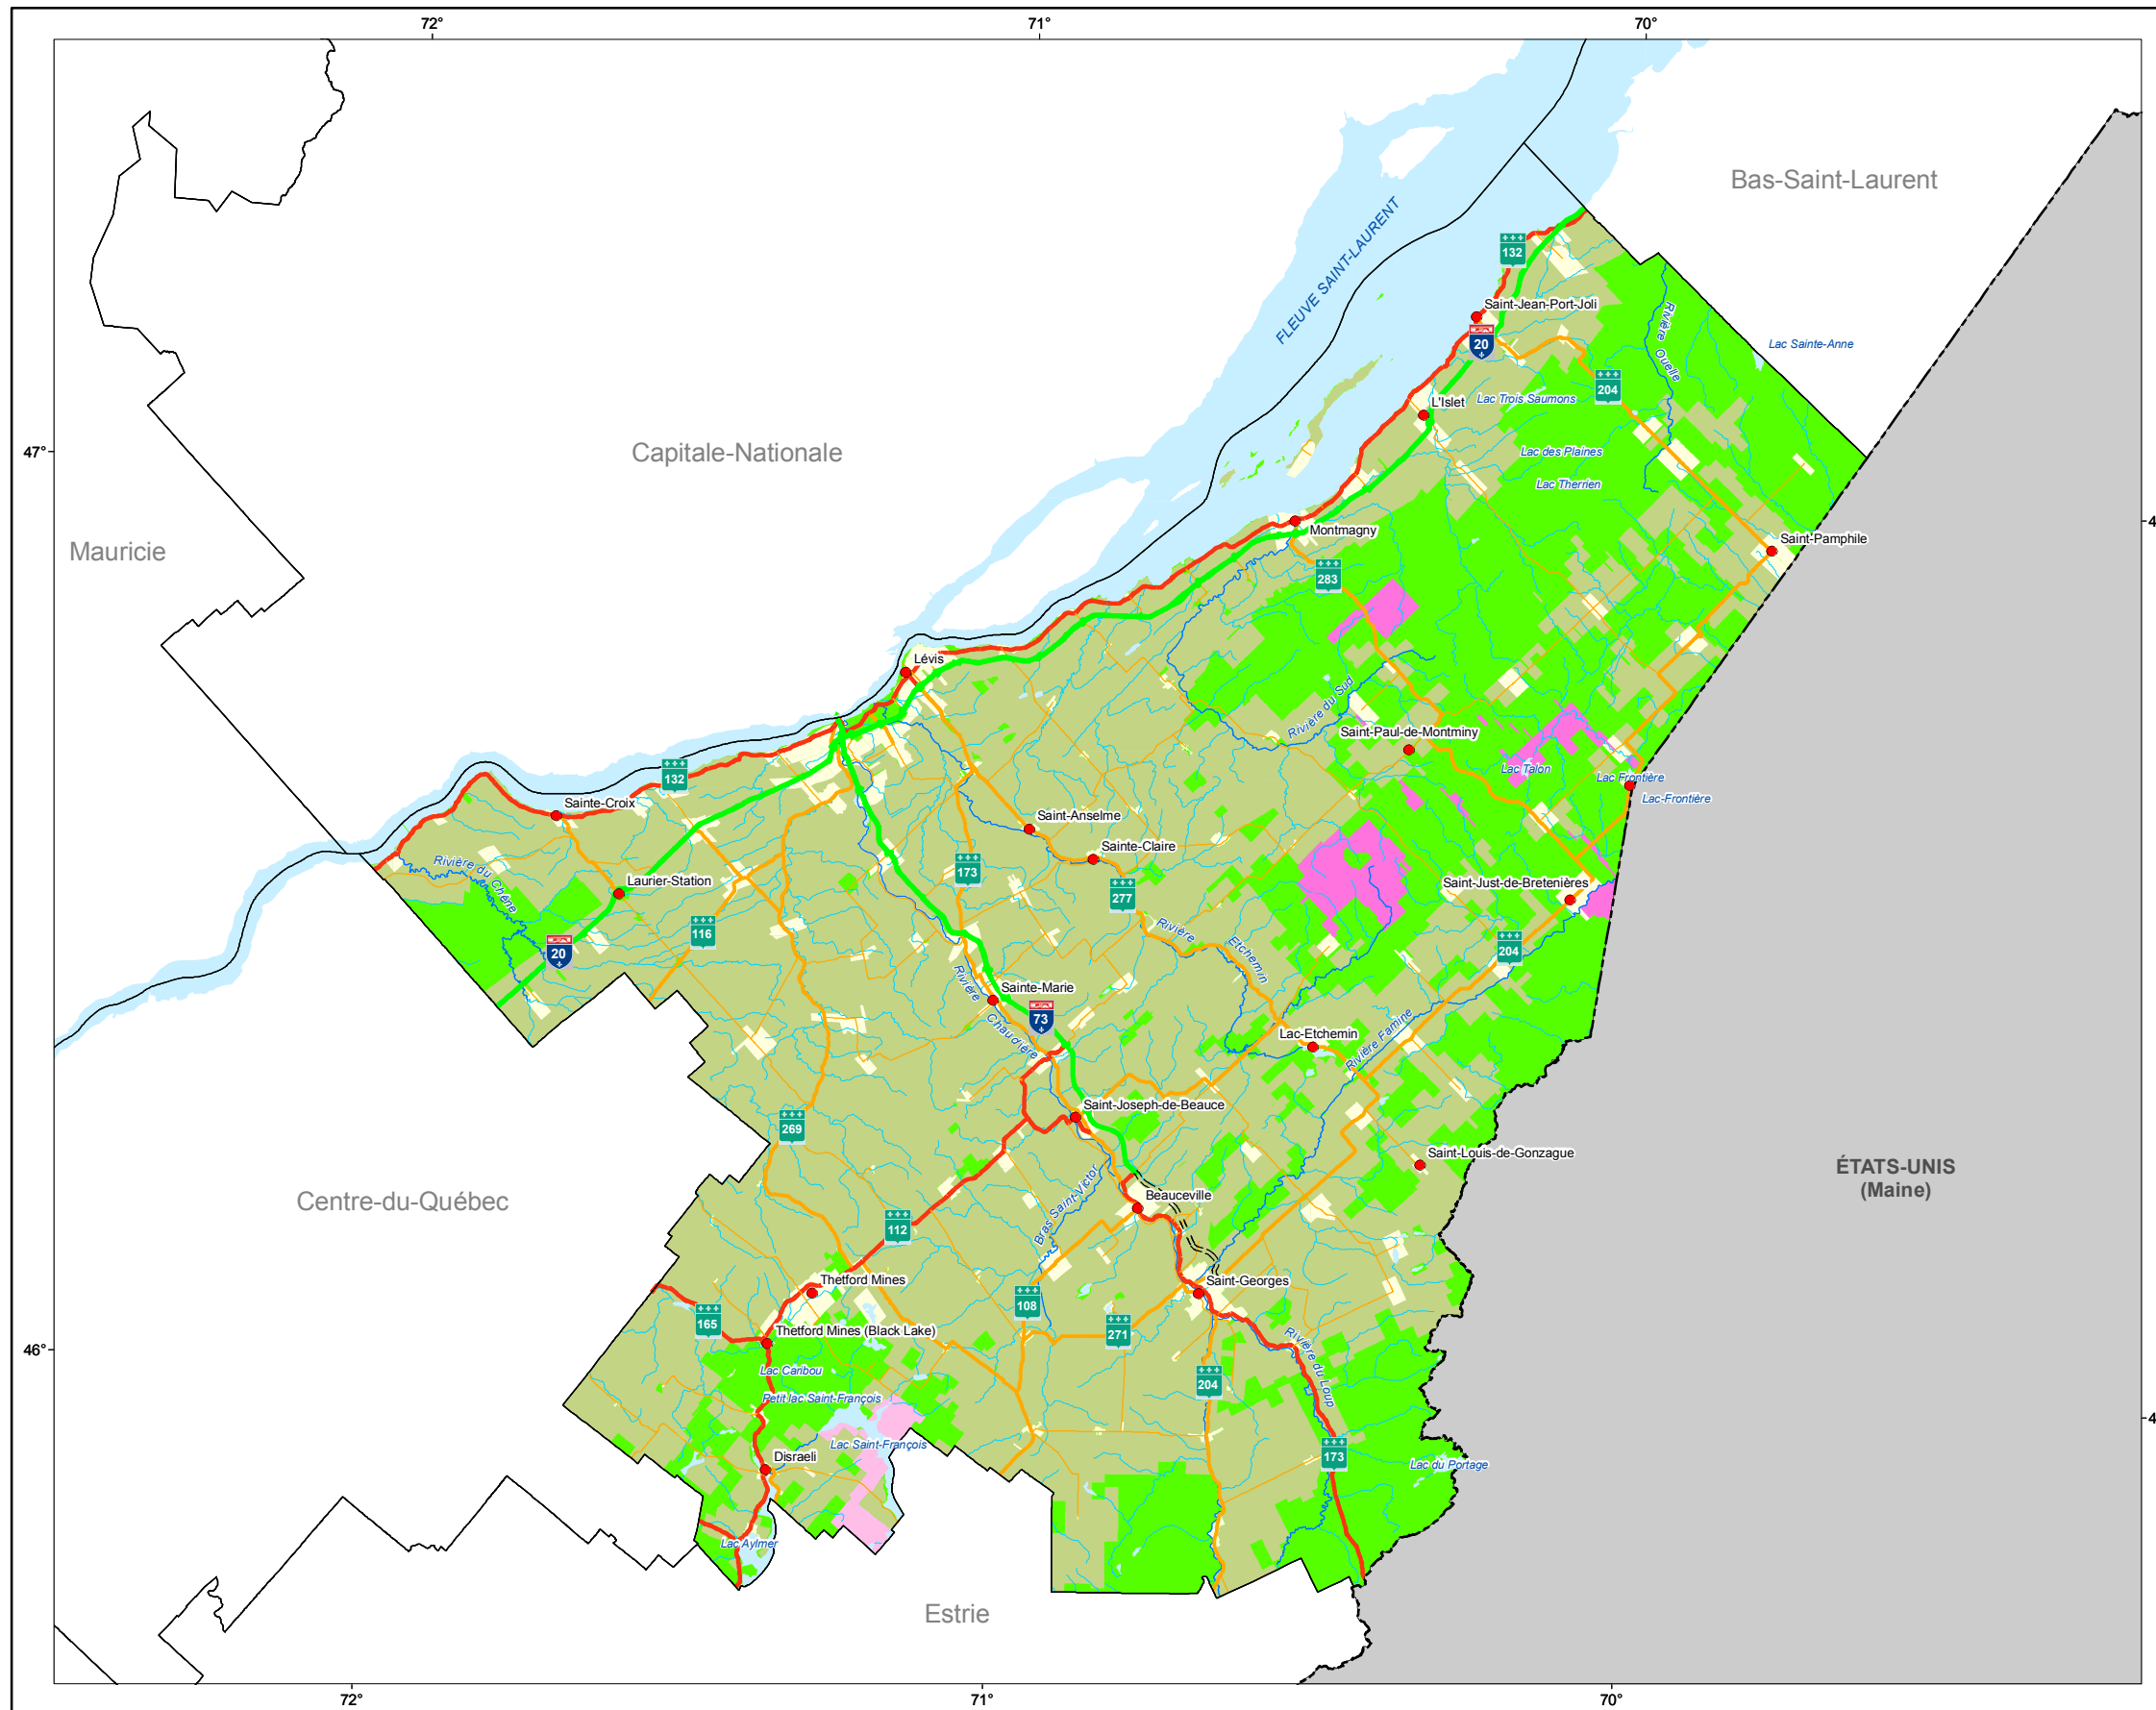 72°
71°
70°
Bas-Saint-Laurent
FLEUVE SAINT-LAURENT
132
Saint-Jean-Port-Joli
20
Rivière Ouelle
Lac Sainte-Anne
204
L'Islet
Lac Trois Saumons
47°
Capitale-Nationale
Lac des Plaines
Lac Therrien
Mauricie
Montmagny
4
Saint-Pamphile
283
Lévis
Rivière du Sud
Saint-Paul-de-Montminy
Lac Talon
Lac Frontière
Lac-Frontière
132
Sainte-Croix
Saint-Anselme
Sainte-Claire
Rivière du Chêne
Laurier-Station
173
277
Saint-Just-de-Bretenières
116
20
Rivière Etchemin
204
Rivière Chaudière
Sainte-Marie
73
Lac-Etchemin
Rivière Famine
Saint-Joseph-de-Beauce
269
Saint-Louis-de-Gonzague
ÉTATS-UNIS
(Maine)
Centre-du-Québec
Bras Saint-Victor
Beauceville
112
Thetford Mines
Saint-Georges
108
165
271
Thetford Mines (Black Lake)
Rivière du Loup
46°
Lac Caribou
204
Petit lac Saint-François
4
Lac Saint-François
Disraeli
173
Lac du Portage
Lac Aylmer
Estrie
72°
71°
70°